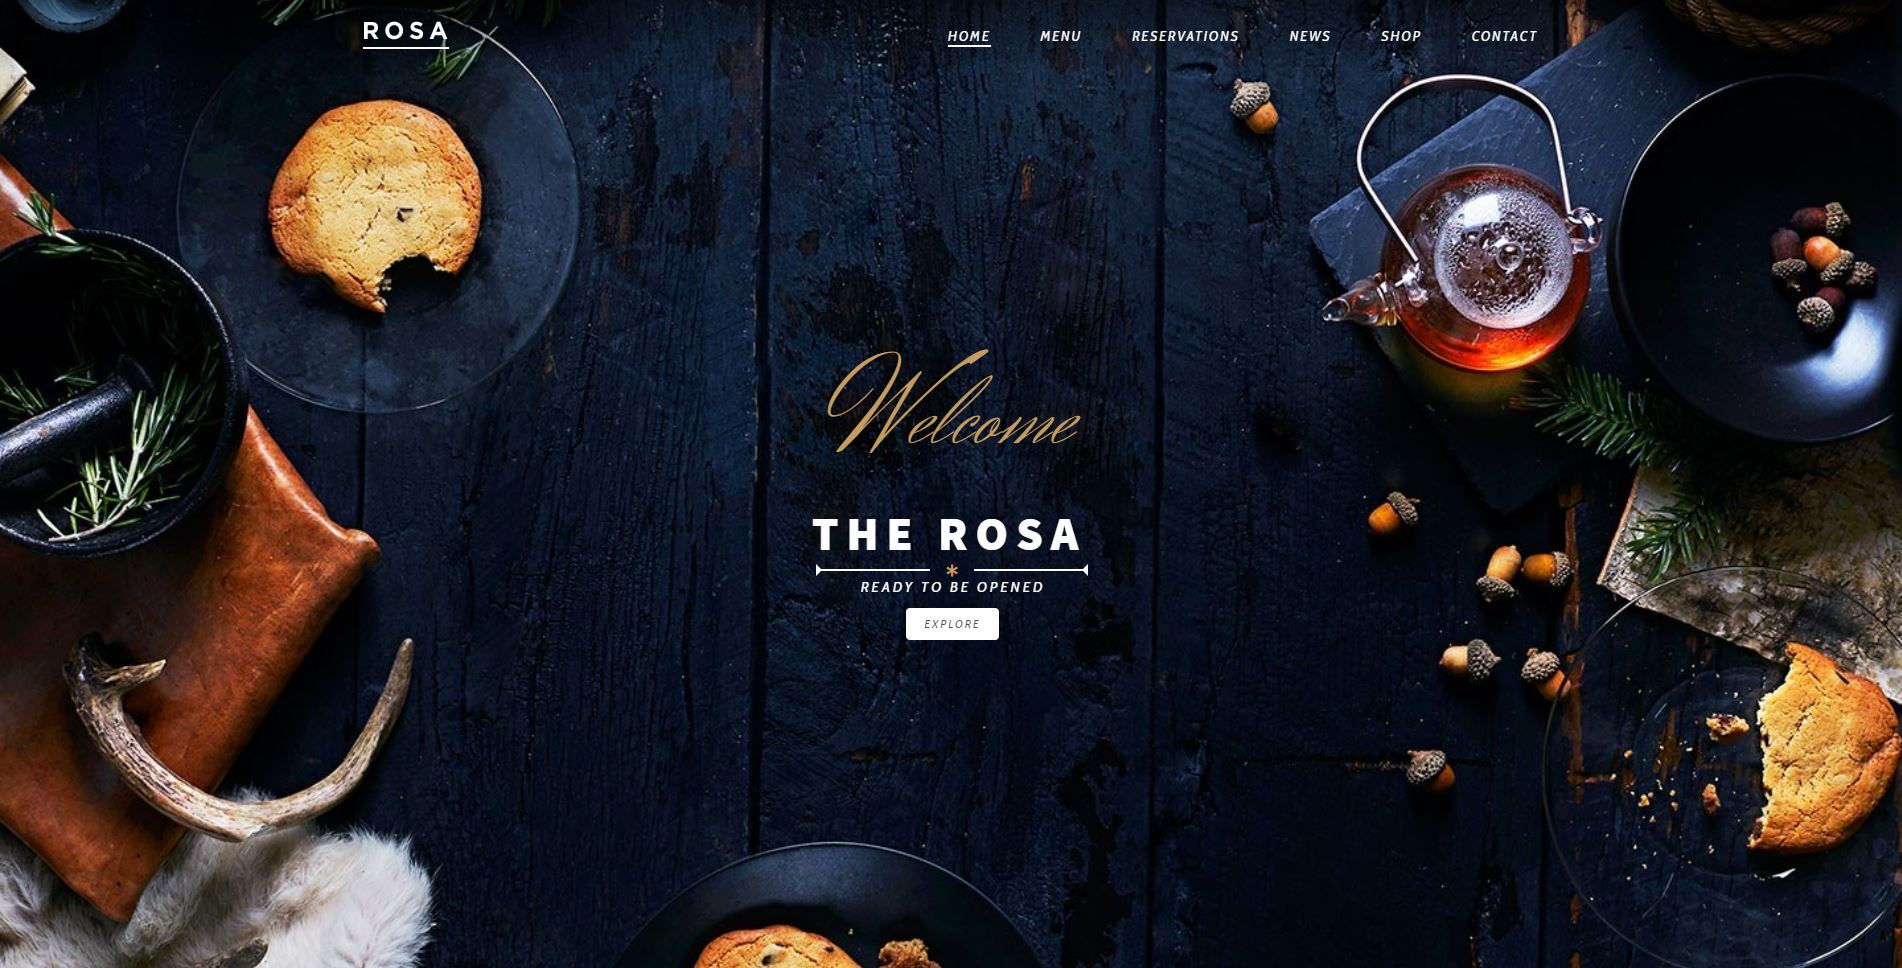 ROSA
HOME MENU RESERVATIONS NEWS SHOP CONTACT
Welcome
THE ROSA
READY TO BE OPENED
EXPLORE